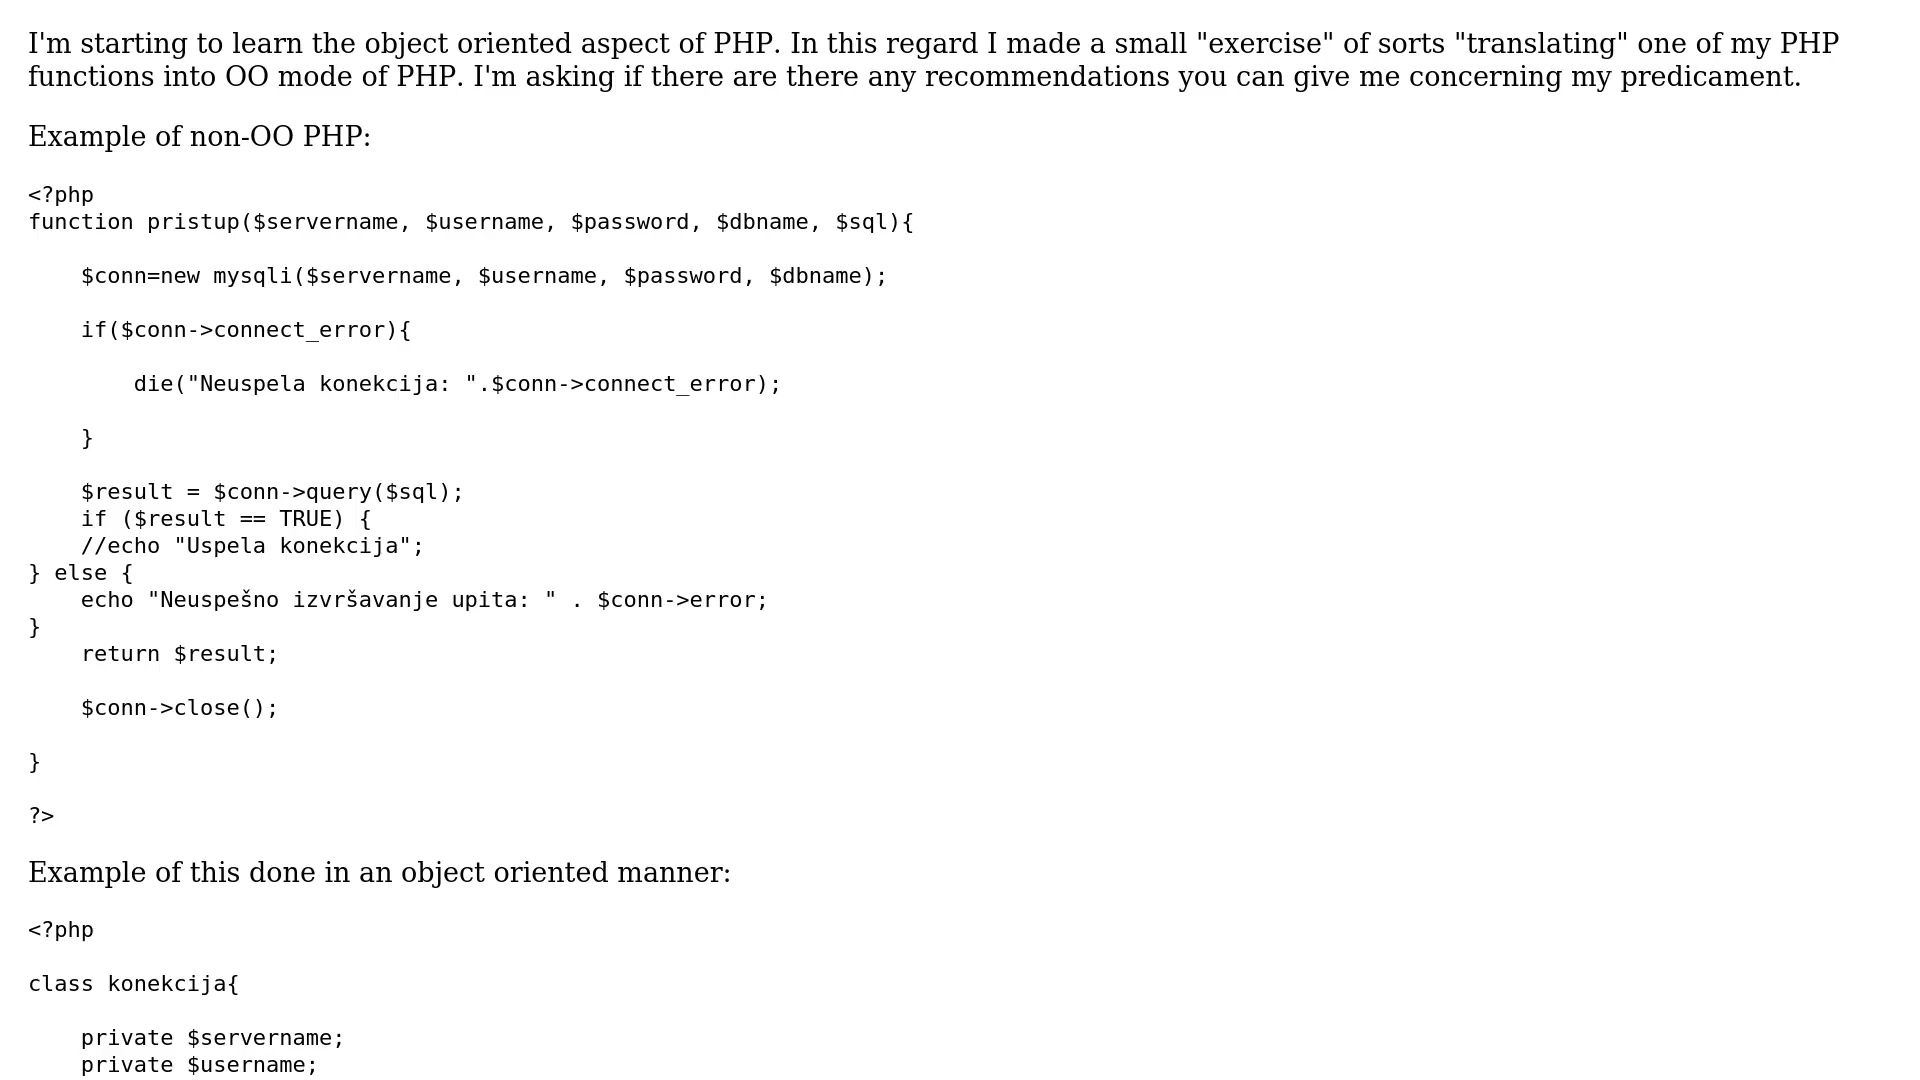 I'm starting to learn the object oriented aspect of PHP. In this regard I made a small "exercise" of sorts "translating" one of my PHP
functions into OO mode of PHP. I'm asking if there are there any recommendations you can give me concerning my predicament.
Example of non-OO PHP:
<?php
function pristup($servername, $username, $password, $dbname, $sql){
    $conn=new mysqli($servername, $username, $password, $dbname);
    if($conn->connect_error){
        die("Neuspela konekcija: ".$conn->connect_error);
    }
    $result = $conn->query($sql);
    if ($result == TRUE) {
    //echo "Uspela konekcija";
} else {
    echo "Neuspešno izvršavanje upita: " . $conn->error;
}
    return $result;
    $conn->close();
}
?>
Example of this done in an object oriented manner:
<?php
class konekcija{
    private $servername;
    private $username;